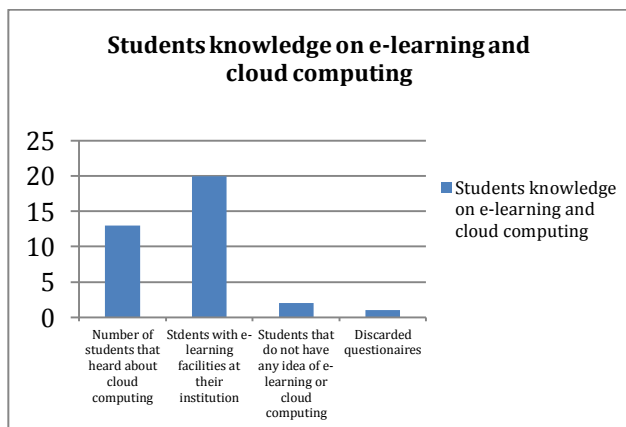 Students knowledge on e-learning and
cloud computing
25
20
15
10
5
0
Number of
students that
heard about
cloud
computing
Stdents with e-
learning
facilities at
their
institution
Students that
do not have
any idea of e-
learning or
cloud
computing
Discarded
questionaires
Students knowledge
on e-learning and
cloud computing